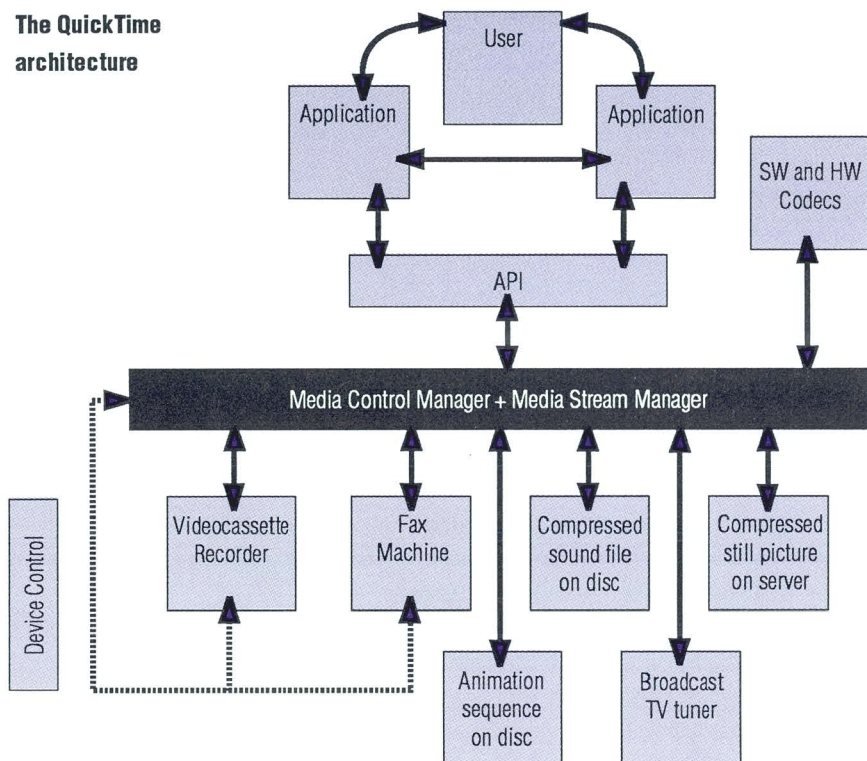 The QuickTime
architecture
User
Application
Application
SW and HW
Codecs
API
Media Control Manager + Media Stream Manager
Device Control
Videocassette
Recorder
Fax
Machine
Compressed
sound file
on disc
Compressed
still picture
on server
Animation
sequence
on disc
Broadcast
TV tuner